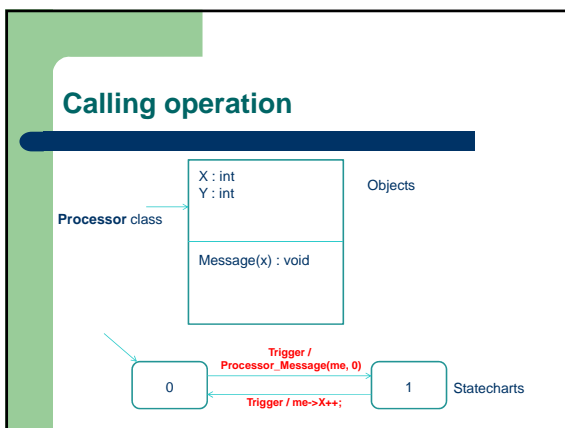 Calling operation
X : int
Y : int
Objects
Processor class
Message(x) : void
Trigger /
Processor_Message(me, 0)
0
1
Statecharts
Trigger / me->X++;